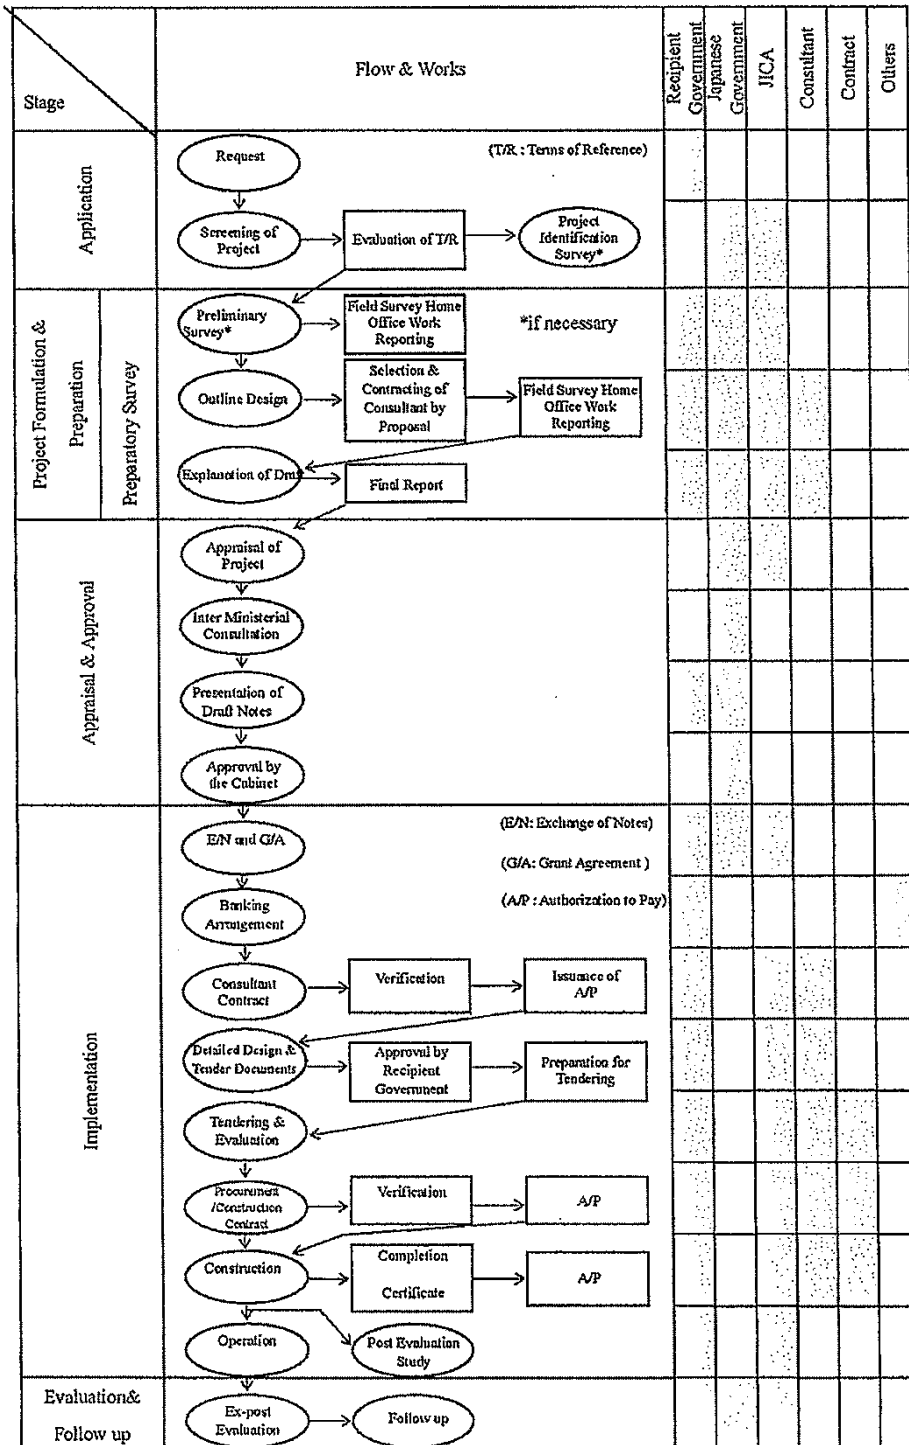 Stage
Flow & Works
Recipient
Government
Japanese
Government
JICA
Consultant
Contract
Others
Application
Request
(T/R : Terms of Reference)
Screening of
Project
Evaluation of T/R
Project
Identification
Survey*
Project Formulation &
Preparation
Preparatory Survey
Preliminary
Survey*
Field Survey Home
Office Work
Reporting
*if necessary
Outline Design
Selection &
Contracting of
Consultant by
Proposal
Field Survey Home
Office Work
Reporting
Explanation of Draft
Final Report
Appraisal & Approval
Appraisal of
Project
Inter Ministerial
Consultation
Presentation of
Draft Notes
Approval by
the Cabinet
Implementation
E/N and G/A
(E/N: Exchange of Notes)
(G/A: Grant Agreement )
(A/P : Authorization to Pay)
Banking
Arrangement
Consultant
Contract
Verification
Issuance of
A/P
Detailed Design &
Tender Documents
Approval by
Recipient
Government
Preparation for
Tendering
Tendering &
Evaluation
Procurement
/Construction
Contract
Verification
A/P
Construction
Completion
Certificate
A/P
Operation
Post Evaluation
Study
Evaluation&
Follow up
Ex-post
Evaluation
Follow up